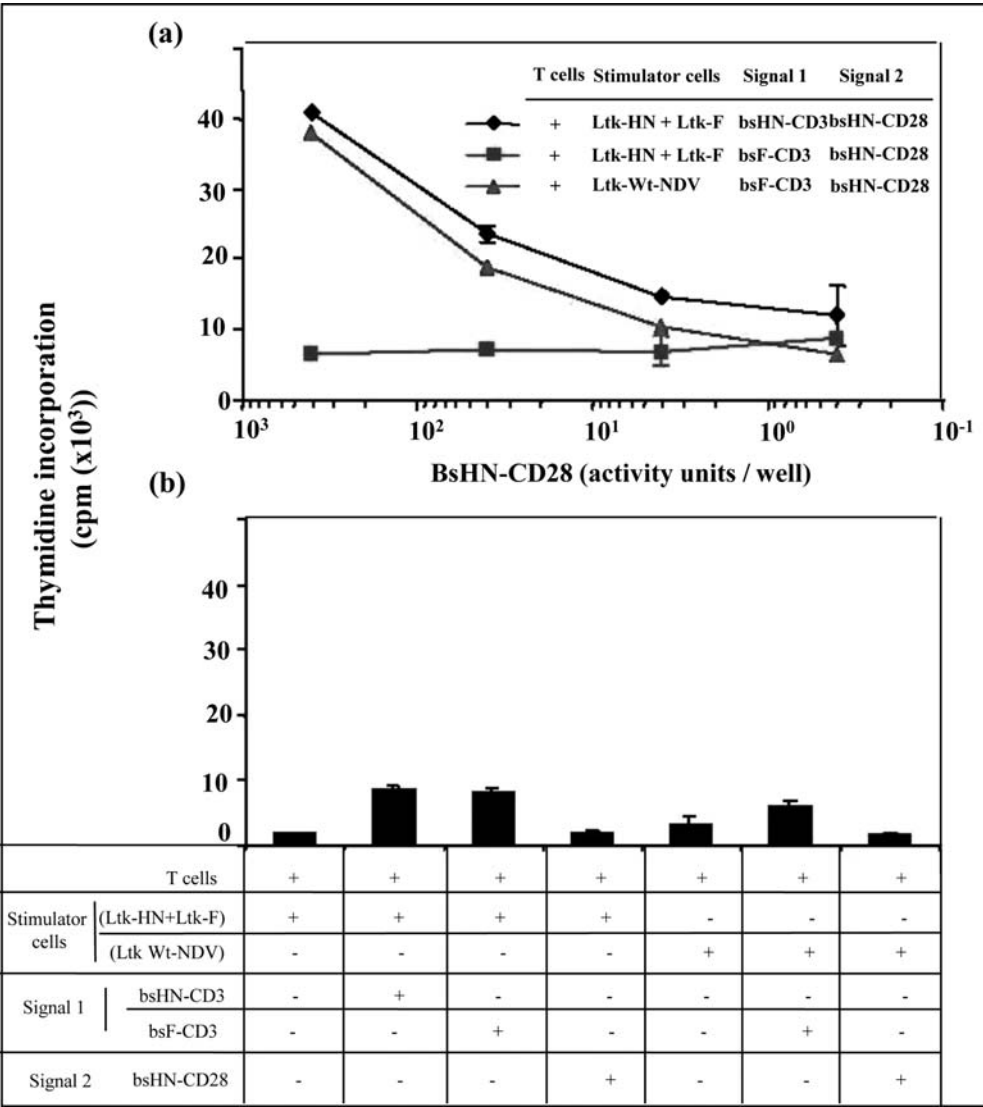 (a)
T cells Stimulator cells Signal 1 Signal 2
+ Ltk-HN + Ltk-F bsHN-CD3 bsHN-CD28
+ Ltk-HN + Ltk-F bsF-CD3 bsHN-CD28
+ Ltk-Wt-NDV bsF-CD3 bsHN-CD28
40
30
20
10
0
10³ 10² 10¹ 10⁰ 10⁻¹
BsHN-CD28 (activity units / well)
Thymidine incorporation
(cpm (x10³))
(b)
40
30
20
10
0
T cells + + + + + + +
Stimulator
cells
(Ltk-HN+Ltk-F) + + + + - - -
(Ltk Wt-NDV) - - - - + + +
Signal 1
bsHN-CD3 - + - - - - -
bsF-CD3 - - + - - + -
Signal 2 bsHN-CD28 - - - + - - +